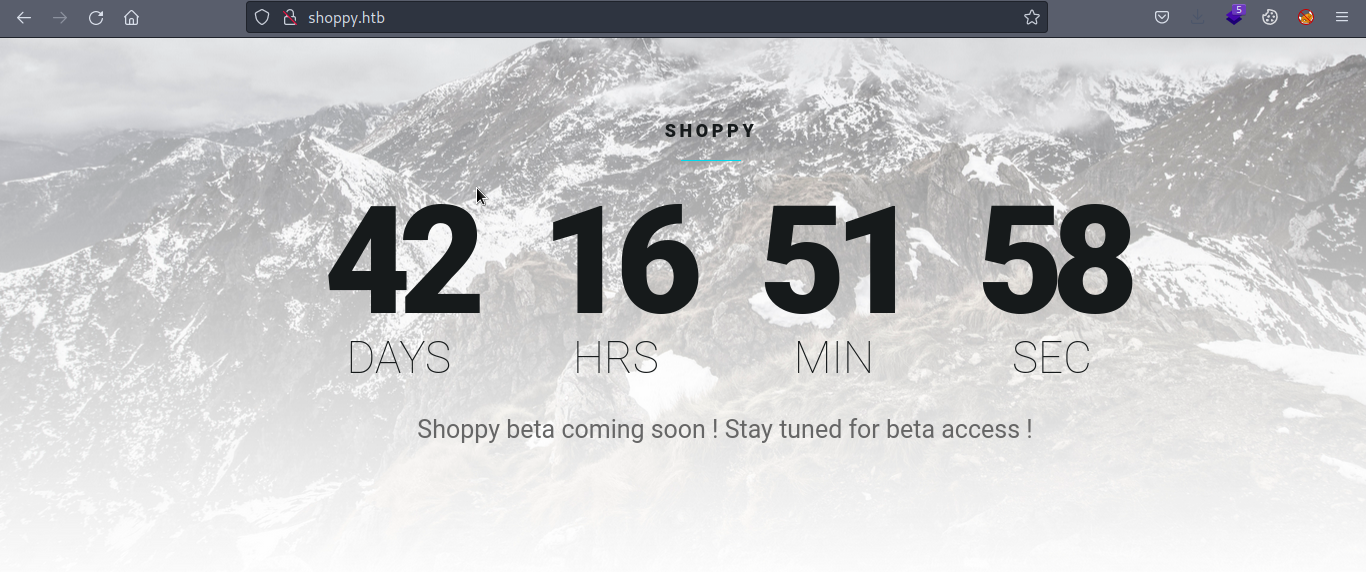 shoppy.htb
5
SHOPPY
42 16 51 58
DAYS HRS MIN SEC
Shoppy beta coming soon ! Stay tuned for beta access !